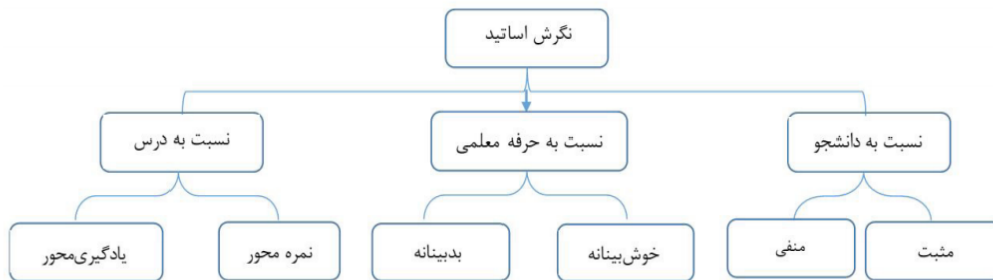 نگرش اساتید
نسبت به دانشجو
نسبت به حرفه معلمی
نسبت به درس
مثبت
منفی
خوش‌بینانه
بدبینانه
نمره محور
یادگیری‌محور